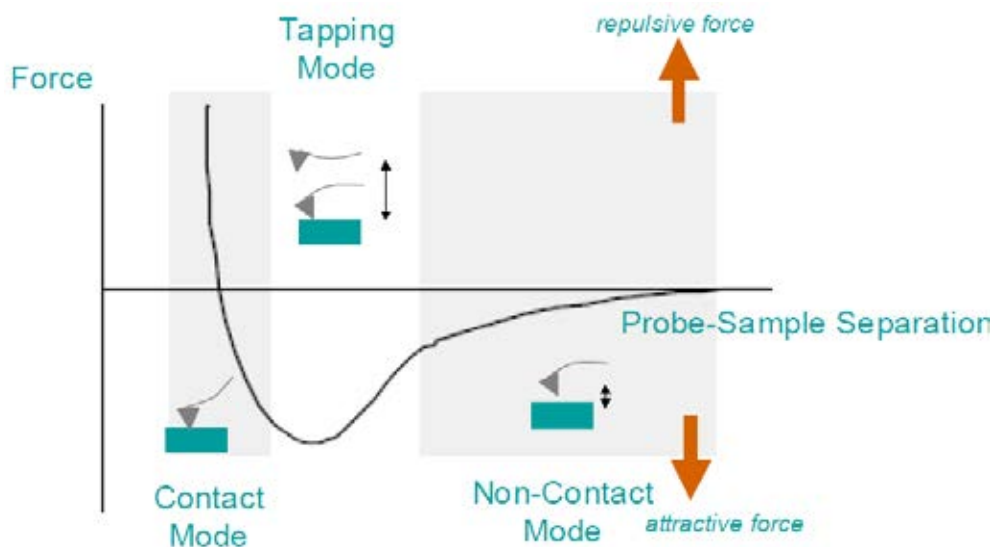 Tapping
Mode
repulsive force
Force
Probe-Sample Separation
Contact
Mode
Non-Contact
Mode
attractive force